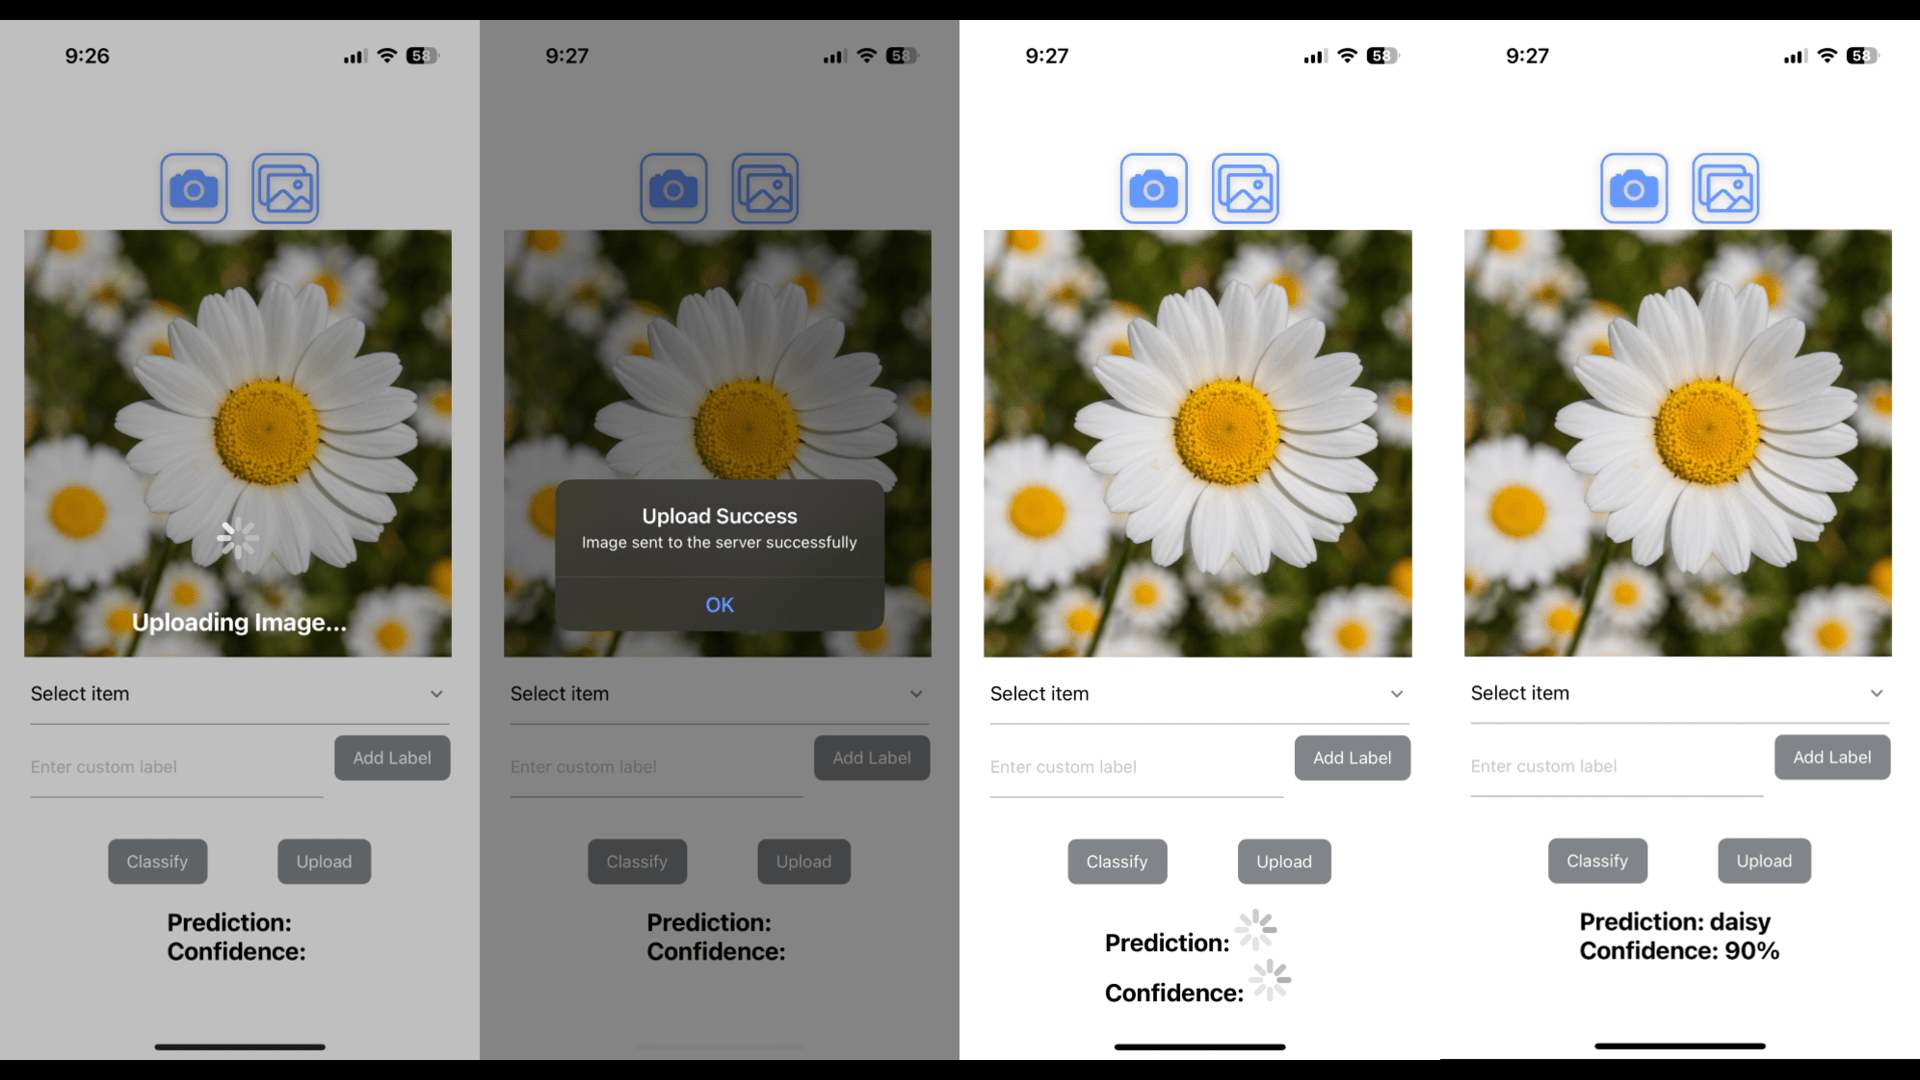 9:26
58
Uploading Image...
Select item
Enter custom label
Add Label
Classify
Upload
Prediction:
Confidence:
9:27
58
Upload Success
Image sent to the server successfully
OK
Select item
Enter custom label
Add Label
Classify
Upload
Prediction:
Confidence:
9:27
58
Select item
Enter custom label
Add Label
Classify
Upload
Prediction:
Confidence:
9:27
58
Select item
Enter custom label
Add Label
Classify
Upload
Prediction: daisy
Confidence: 90%